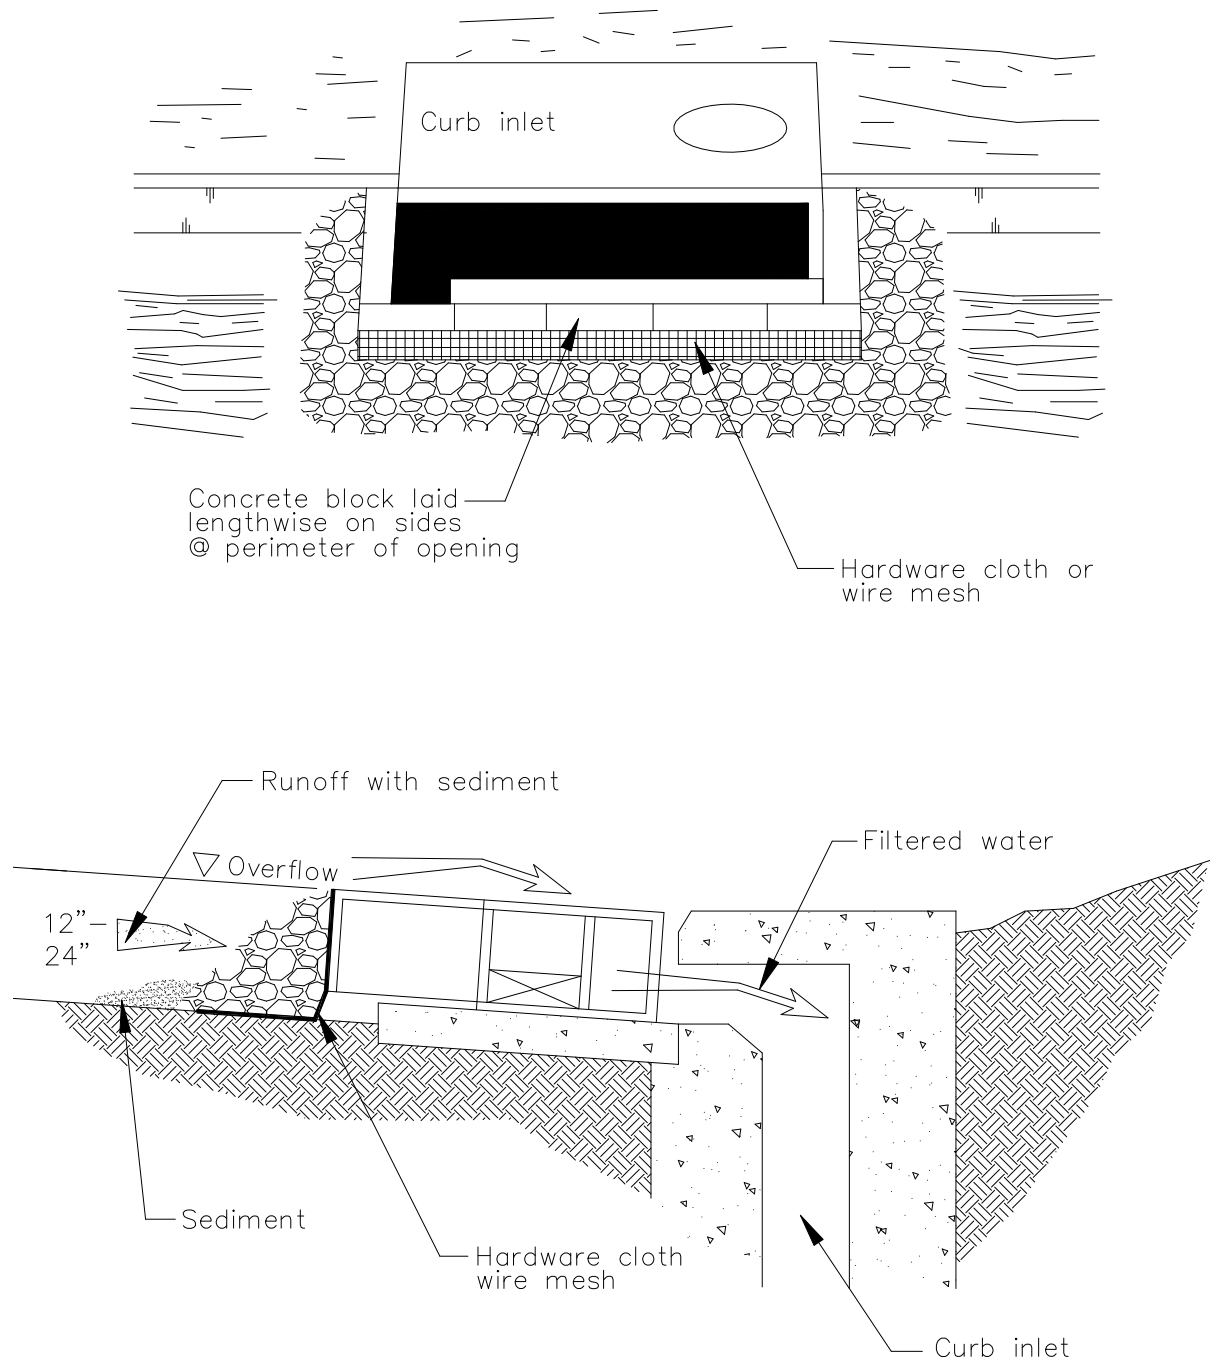 Curb inlet
Concrete block laid
lengthwise on sides
@ perimeter of opening
Hardware cloth or
wire mesh
Runoff with sediment
Filtered water
Overflow
12"–
24"
Sediment
Hardware cloth
wire mesh
Curb inlet